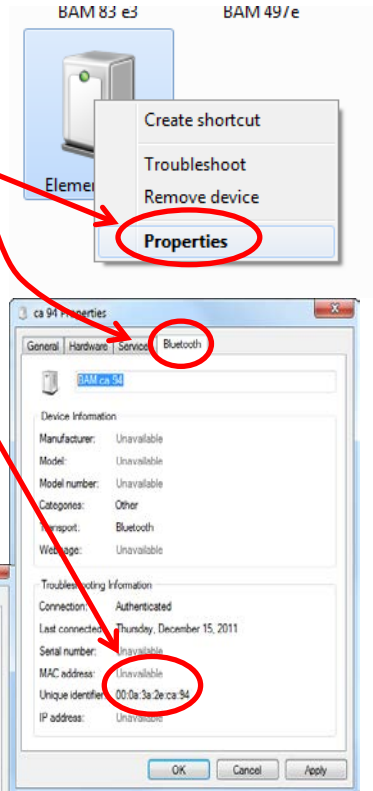 BAM 83 e3 BAM 497e
Create shortcut
Troubleshoot
Remove device
Properties
Eleme
ca 94 Properties
General Hardware Services Bluetooth
BAM ca 94
Device Information
Manufacturer: Unavailable
Model: Unavailable
Model number: Unavailable
Categories: Other
Transport: Bluetooth
Webpage: Unavailable
Troubleshooting Information
Connection: Authenticated
Last connected: Thursday, December 15, 2011
Serial number: Unavailable
MAC address: Unavailable
Unique identifier: 00:0a:3a:2e:ca:94
IP address: Unavailable
OK Cancel Apply